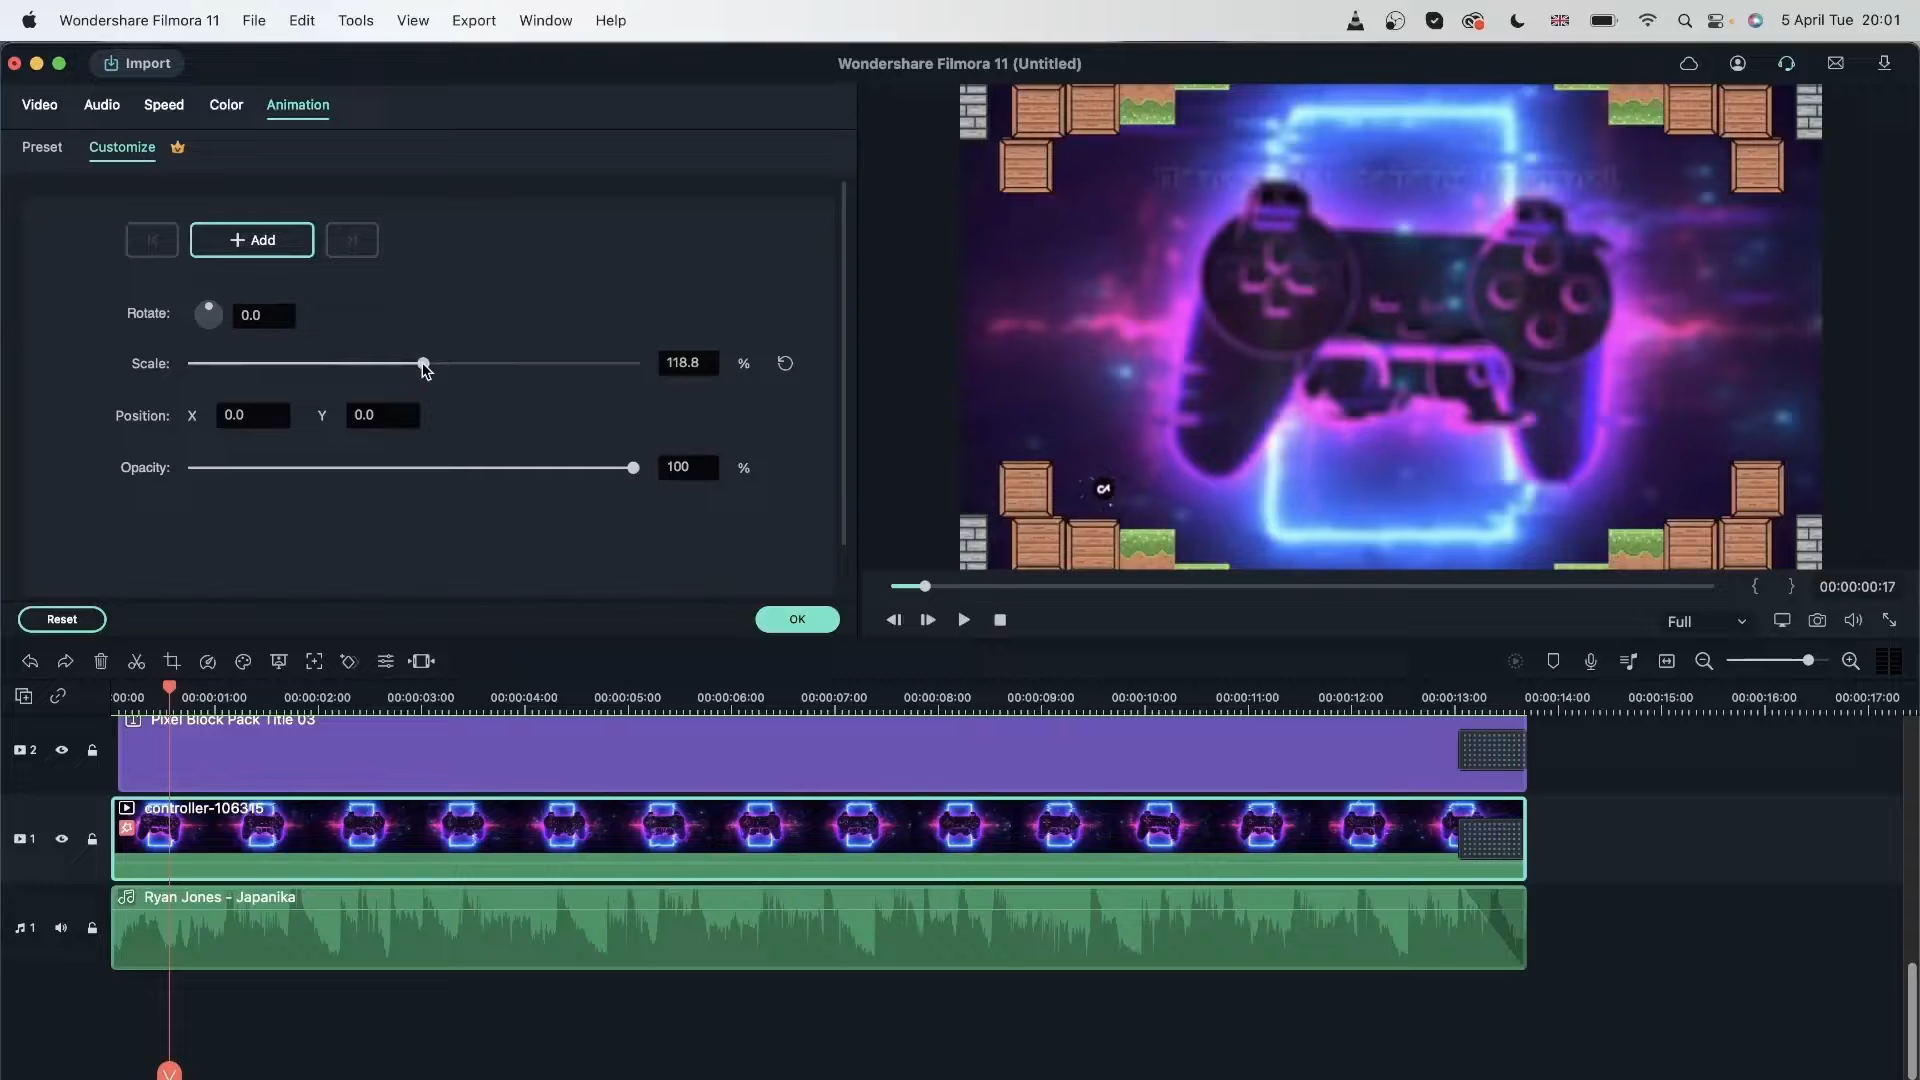 Wondershare Filmora 11 File Edit Tools View Export Window Help 5 April Tue 20:01
Import Wondershare Filmora 11 (Untitled)
Video Audio Speed Color Animation
Preset Customize
+ Add
Rotate: 0.0
Scale: 118.8 %
Position: X 0.0 Y 0.0
Opacity: 100 %
Reset OK
{ } 00:00:00:17
Full
:00:00 00:00:01:00 00:00:02:00 00:00:03:00 00:00:04:00 00:00:05:00 00:00:06:00 00:00:07:00 00:00:08:00 00:00:09:00 00:00:10:00 00:00:11:00 00:00:12:00 00:00:13:00 00:00:14:00 00:00:15:00 00:00:16:00 00:00:17:00
Pixel Block Pack Title 03
2
controller-106315
1
Ryan Jones - Japanika
1